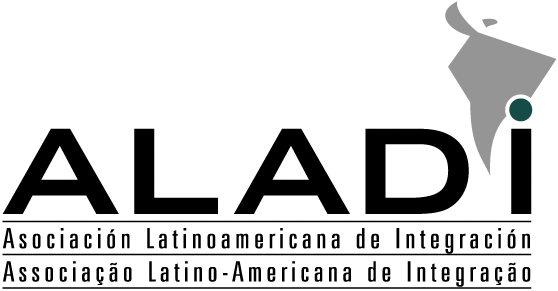 ALADi
Asociación Latinoamericana de Integración
Associação Latino-Americana de Integração